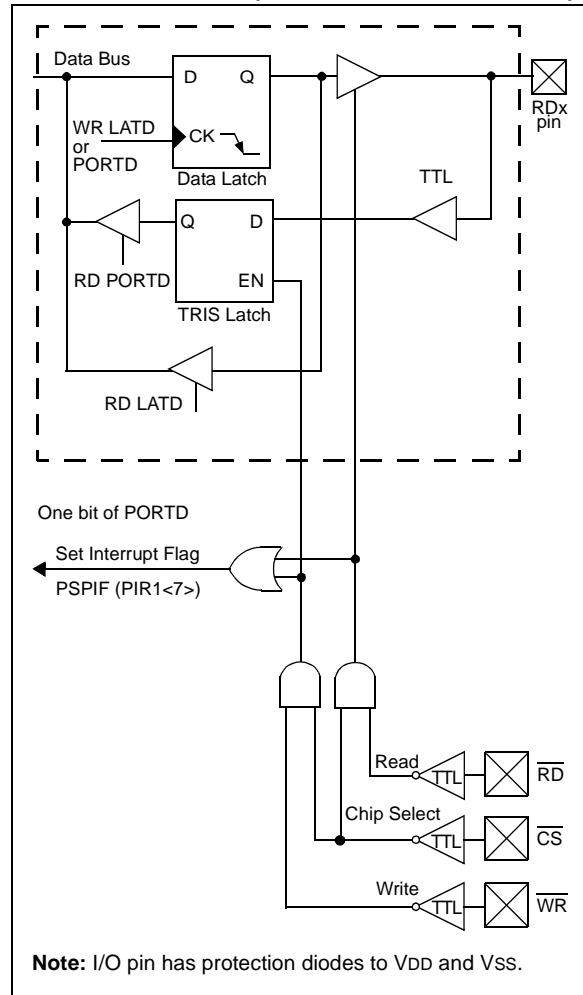 Data Bus
D Q
RDx
pin
WR LATD
or
PORTD
CK
Data Latch
TTL
Q D
RD PORTD
EN
TRIS Latch
RD LATD
One bit of PORTD
Set Interrupt Flag
PSPIF (PIR1<7>)
Read
TTL
RD
Chip Select
TTL
CS
Write
TTL
WR
Note: I/O pin has protection diodes to VDD and VSS.